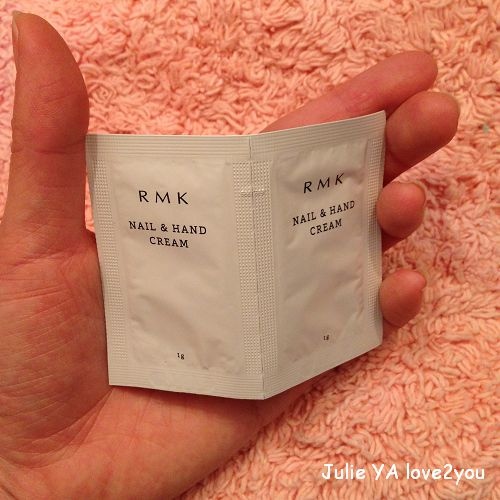 RMK
NAIL & HAND
CREAM
1g
RMK
NAIL & HAND
CREAM
1g
Julie YA love2you